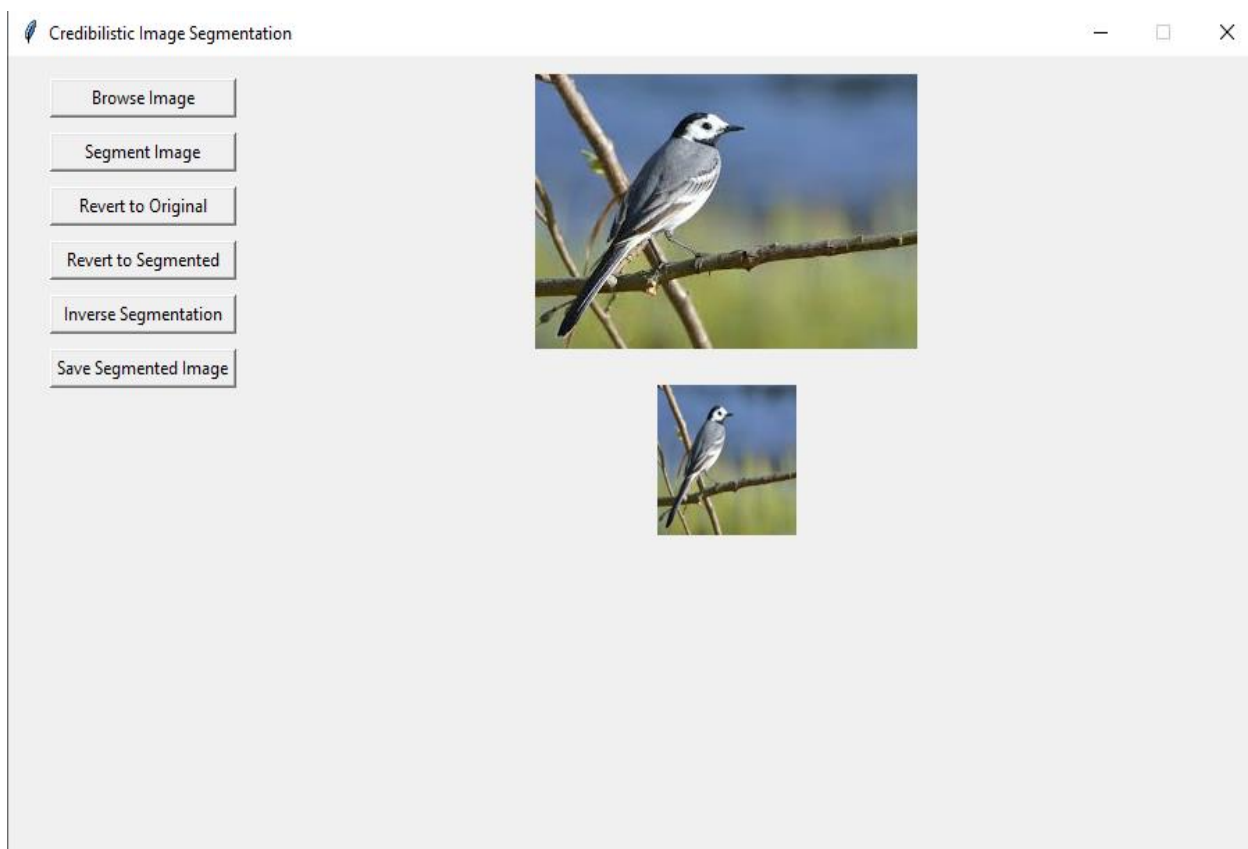 Credibilistic Image Segmentation
Browse Image
Segment Image
Revert to Original
Revert to Segmented
Inverse Segmentation
Save Segmented Image